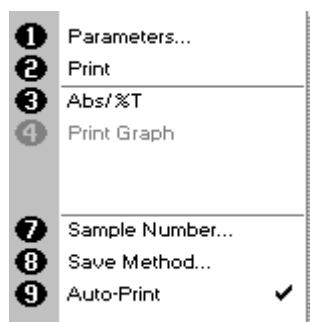 1 Parameters...
2 Print
3 Abs/%T
4 Print Graph
7 Sample Number...
8 Save Method...
9 Auto-Print ✔